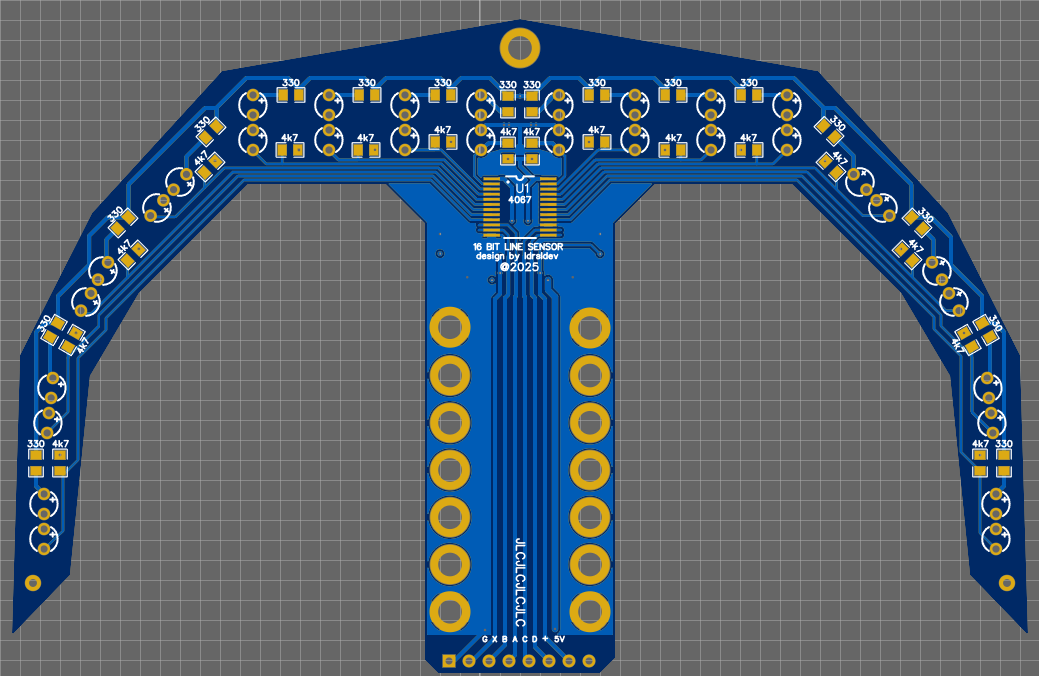 330 330 330 330 330 330 330 330
4k7 4k7 4k7 4k7 4k7 4k7 4k7 4k7
330 330
4k7 4k7
330 330
4k7 4k7
330 330
4k7 4k7
330 4k7 4k7 330
U1
4067
16 BIT LINE SENSOR
design by ldrsldev
©2025
JLCJLCJLCJLC
G X B A C D + 5V